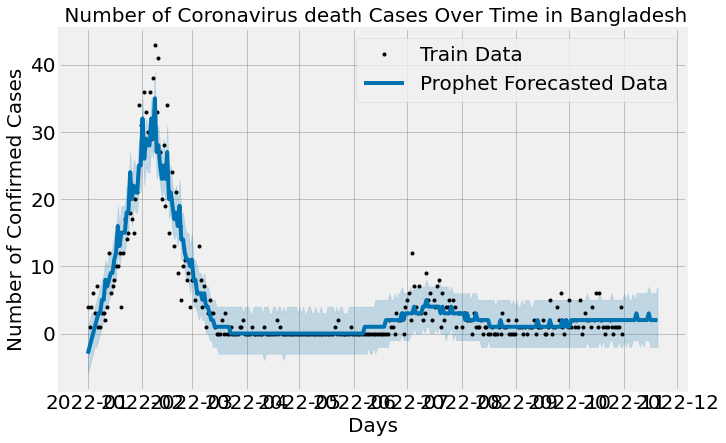 Number of Coronavirus death Cases Over Time in Bangladesh
Train Data
Prophet Forecasted Data
Number of Confirmed Cases
40
30
20
10
0
2022-01 2022-02 2022-03 2022-04 2022-05 2022-06 2022-07 2022-08 2022-09 2022-10 2022-11 2022-12
Days